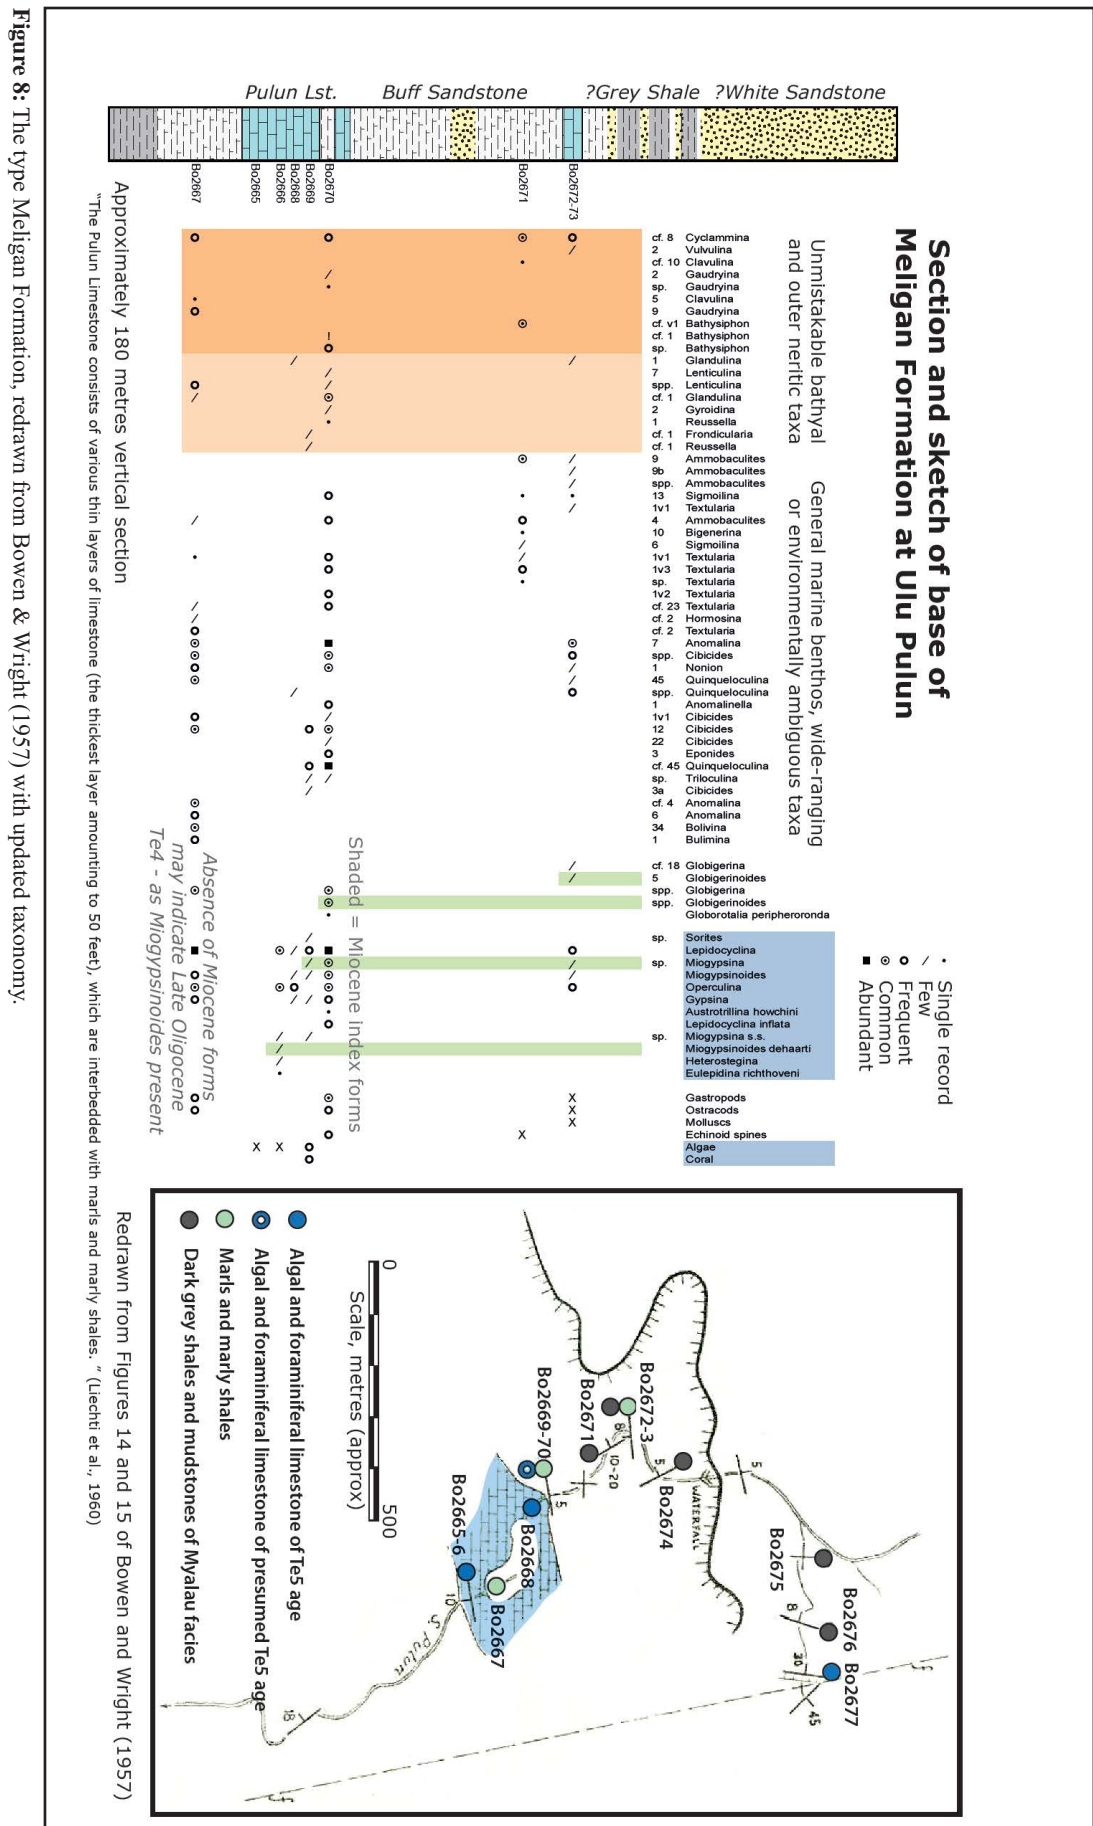 Section and sketch of base of
Meligan Formation at Ulu Pulun
• Single record
/ Few
o Frequent
⊙ Common
■ Abundant
Unmistakable bathyal
and outer neritic taxa
General marine benthos, wide-ranging
or environmentally ambiguous taxa
Pulun Lst.
Buff Sandstone
?Grey Shale
?White Sandstone
Bo2667
Bo2665
Bo2666
Bo2668
Bo2669
Bo2670
Bo2671
Bo2672-73
cf. 8 Cyclammina
2 Vulvulina
cf. 10 Clavulina
2 Gaudryina
sp. Gaudryina
5 Clavulina
9 Gaudryina
cf. v1 Bathysiphon
cf. 1 Bathysiphon
sp. Bathysiphon
1 Glandulina
7 Lenticulina
spp. Lenticulina
cf. 1 Glandulina
2 Gyroidina
1 Reussella
cf. 1 Frondicularia
cf. 1 Reussella
9 Ammobaculites
9b Ammobaculites
spp. Ammobaculites
13 Sigmoilina
1v1 Textularia
4 Ammobaculites
10 Bigenerina
6 Sigmoilina
1v1 Textularia
1v3 Textularia
sp. Textularia
1v2 Textularia
cf. 23 Textularia
cf. 2 Hormosina
cf. 2 Textularia
7 Anomalina
spp. Cibicides
1 Nonion
45 Quinqueloculina
spp. Quinqueloculina
1 Anomalinella
1v1 Cibicides
12 Cibicides
22 Cibicides
3 Eponides
cf. 45 Quinqueloculina
sp. Triloculina
3a Cibicides
cf. 4 Anomalina
6 Anomalina
34 Bolivina
1 Bulimina
cf. 18 Globigerina
5 Globigerinoides
spp. Globigerina
spp. Globigerinoides
Globorotalia peripheroronda
sp. Sorites
Lepidocyclina
sp. Miogypsina
Miogypsinoides
Operculina
Gypsina
Austrotrillina howchini
Lepidocyclina inflata
sp. Miogypsina s.s.
Miogypsinoides dehaarti
Heterostegina
Eulepidina richthoveni
Gastropods
Ostracods
Molluscs
Echinoid spines
Algae
Coral
Shaded = Miocene index forms
Absence of Miocene forms
may indicate Late Oligocene
Te4 - as Miogypsinoides present
Approximately 180 metres vertical section
"The Pulun Limestone consists of various thin layers of limestone (the thickest layer amounting to 50 feet), which are interbedded with marls and marly shales. " (Liechti et al., 1960)
Redrawn from Figures 14 and 15 of Bowen and Wright (1957)
Bo2677
Bo2676
Bo2675
Bo2674
WATERFALL
Bo2672-3
Bo2671
Bo2669-70
Bo2668
Bo2667
Bo2665-6
S. Pulun
5
8
30
45
5
8
10-20
5
10
18
f
f
0
500
Scale, metres (approx)
Algal and foraminiferal limestone of Te5 age
Algal and foraminiferal limestone of presumed Te5 age
Marls and marly shales
Dark grey shales and mudstones of Myalau facies
Figure 8: The type Meligan Formation, redrawn from Bowen & Wright (1957) with updated taxonomy.